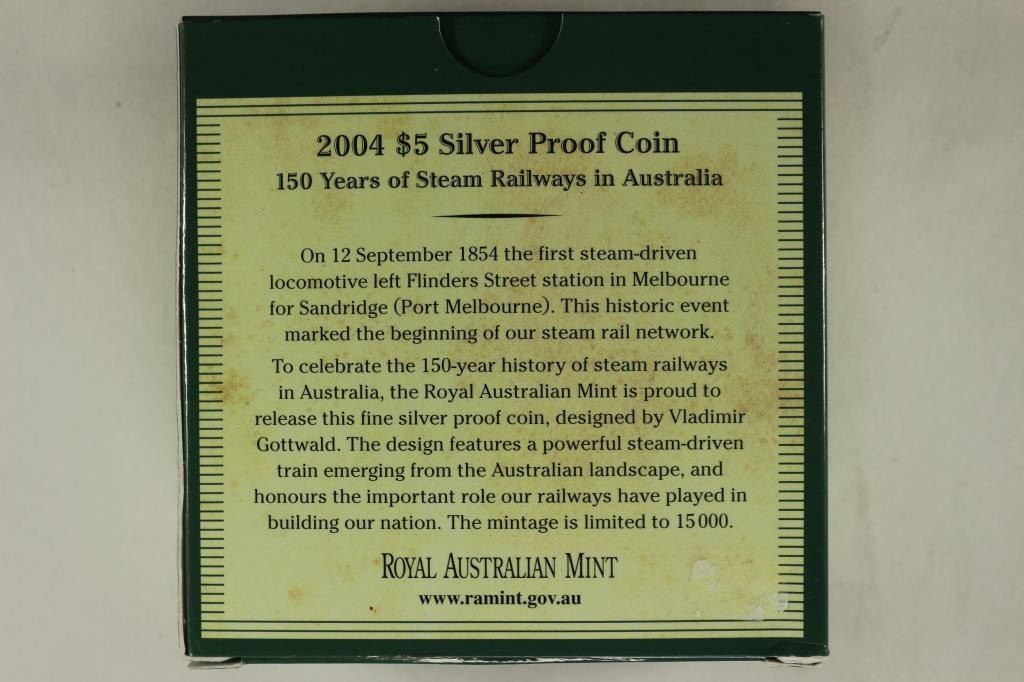 2004 $5 Silver Proof Coin
150 Years of Steam Railways in Australia
On 12 September 1854 the first steam-driven
locomotive left Flinders Street station in Melbourne
for Sandridge (Port Melbourne). This historic event
marked the beginning of our steam rail network.
To celebrate the 150-year history of steam railways
in Australia, the Royal Australian Mint is proud to
release this fine silver proof coin, designed by Vladimir
Gottwald. The design features a powerful steam-driven
train emerging from the Australian landscape, and
honours the important role our railways have played in
building our nation. The mintage is limited to 15 000.
ROYAL AUSTRALIAN MINT
www.ramint.gov.au